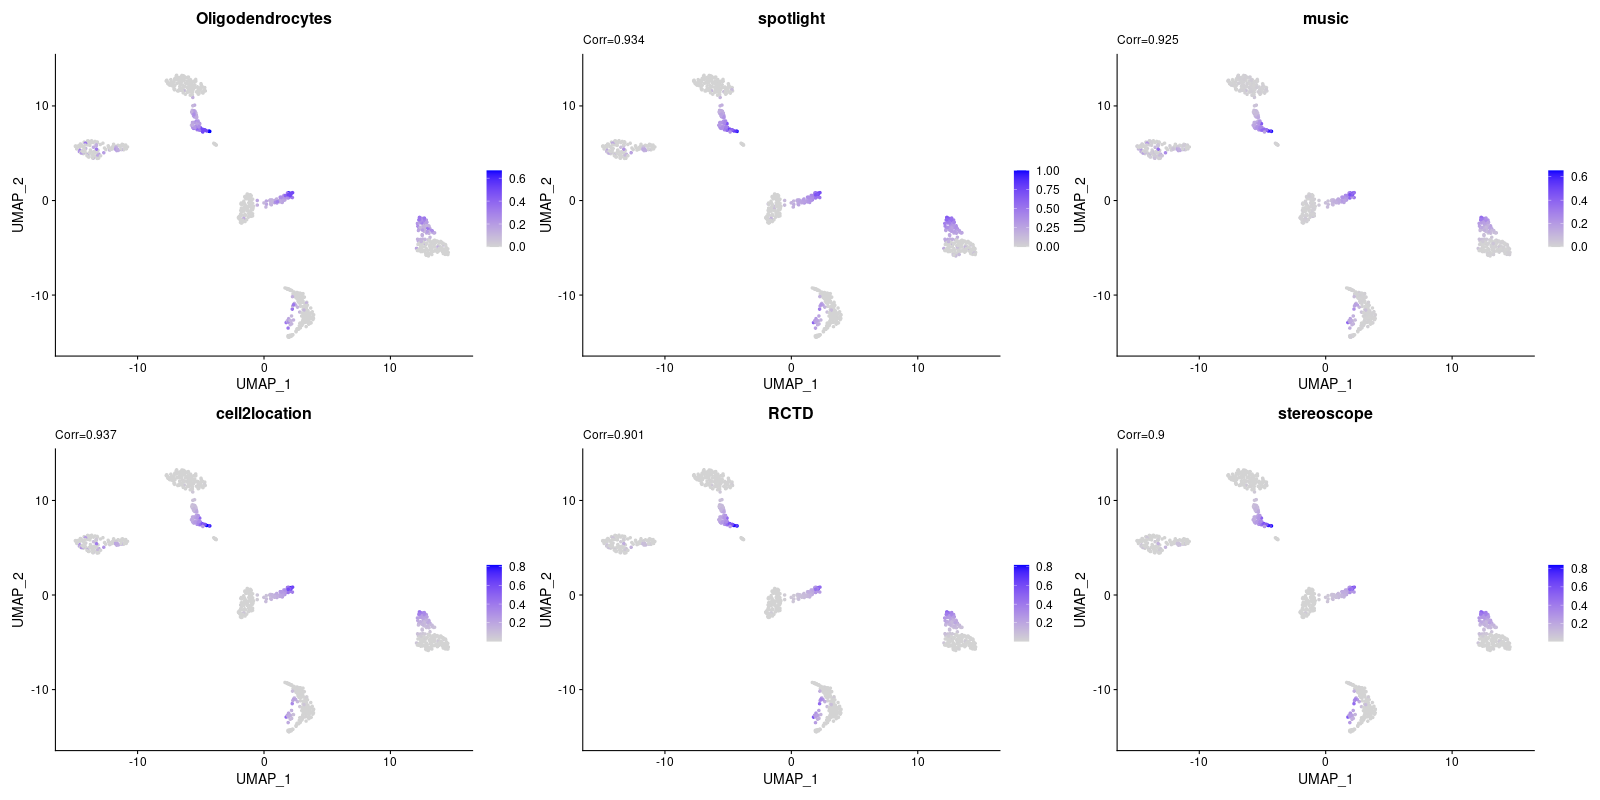 Oligodendrocytes
UMAP_2
10
0
-10
-10
0
10
UMAP_1
0.6
0.4
0.2
0.0
spotlight
Corr=0.934
UMAP_2
10
0
-10
-10
0
10
UMAP_1
1.00
0.75
0.50
0.25
0.00
music
Corr=0.925
UMAP_2
10
0
-10
-10
0
10
UMAP_1
0.6
0.4
0.2
0.0
cell2location
Corr=0.937
UMAP_2
10
0
-10
-10
0
10
UMAP_1
0.8
0.6
0.4
0.2
RCTD
Corr=0.901
UMAP_2
10
0
-10
-10
0
10
UMAP_1
0.8
0.6
0.4
0.2
stereoscope
Corr=0.9
UMAP_2
10
0
-10
-10
0
10
UMAP_1
0.8
0.6
0.4
0.2